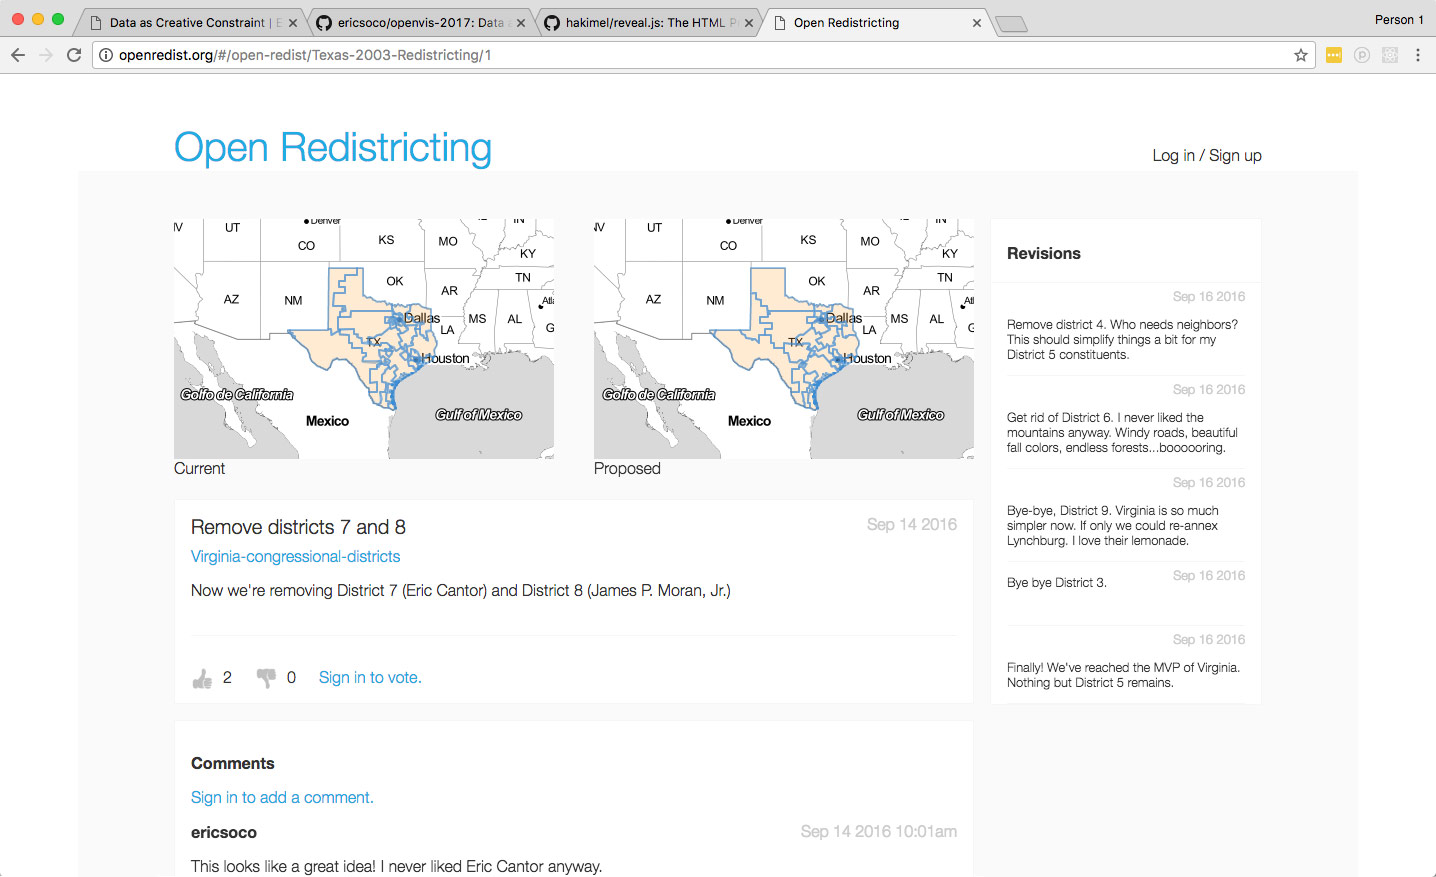 Data as Creative Constraint | E
ericsoco/openvis-2017: Data a
hakimel/reveal.js: The HTML P
Open Redistricting
Person 1
openredist.org/#/open-redist/Texas-2003-Redistricting/1
Open Redistricting
Log in / Sign up
NV
UT
Denver
CO
KS
MO
IN
KY
AZ
NM
OK
AR
TN
Atla
Dallas
MS
AL
G
LA
TX
Houston
Golfo de California
Mexico
Gulf of Mexico
Current
NV
UT
Denver
CO
KS
MO
IN
KY
AZ
NM
OK
AR
TN
Atla
Dallas
MS
AL
G
LA
TX
Houston
Golfo de California
Mexico
Gulf of Mexico
Proposed
Remove districts 7 and 8
Sep 14 2016
Virginia-congressional-districts
Now we're removing District 7 (Eric Cantor) and District 8 (James P. Moran, Jr.)
2
0
Sign in to vote.
Comments
Sign in to add a comment.
ericsoco
Sep 14 2016 10:01am
This looks like a great idea! I never liked Eric Cantor anyway.
Revisions
Sep 16 2016
Remove district 4. Who needs neighbors?
This should simplify things a bit for my
District 5 constituents.
Sep 16 2016
Get rid of District 6. I never liked the
mountains anyway. Windy roads, beautiful
fall colors, endless forests...boooooring.
Sep 16 2016
Bye-bye, District 9. Virginia is so much
simpler now. If only we could re-annex
Lynchburg. I love their lemonade.
Sep 16 2016
Bye bye District 3.
Sep 16 2016
Finally! We've reached the MVP of Virginia.
Nothing but District 5 remains.